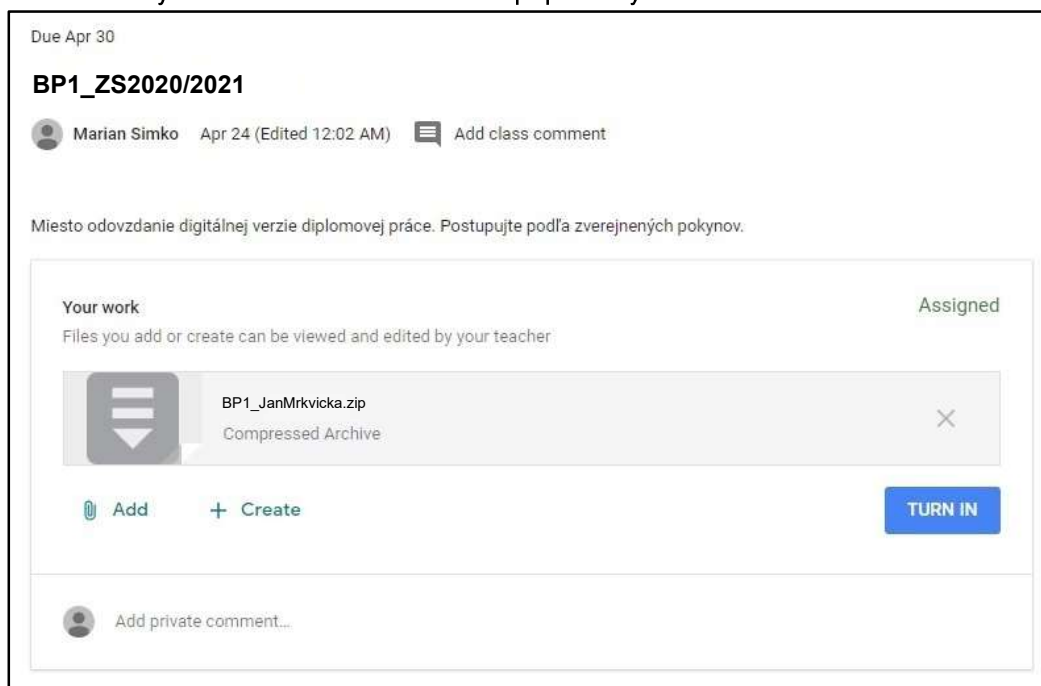 Due Apr 30
BP1_ZS2020/2021
Marian Simko Apr 24 (Edited 12:02 AM) Add class comment
Miesto odovzdanie digitálnej verzie diplomovej práce. Postupujte podľa zverejnených pokynov.
Your work Assigned
Files you add or create can be viewed and edited by your teacher
BP1_JanMrkvicka.zip
Compressed Archive
Add + Create TURN IN
Add private comment...